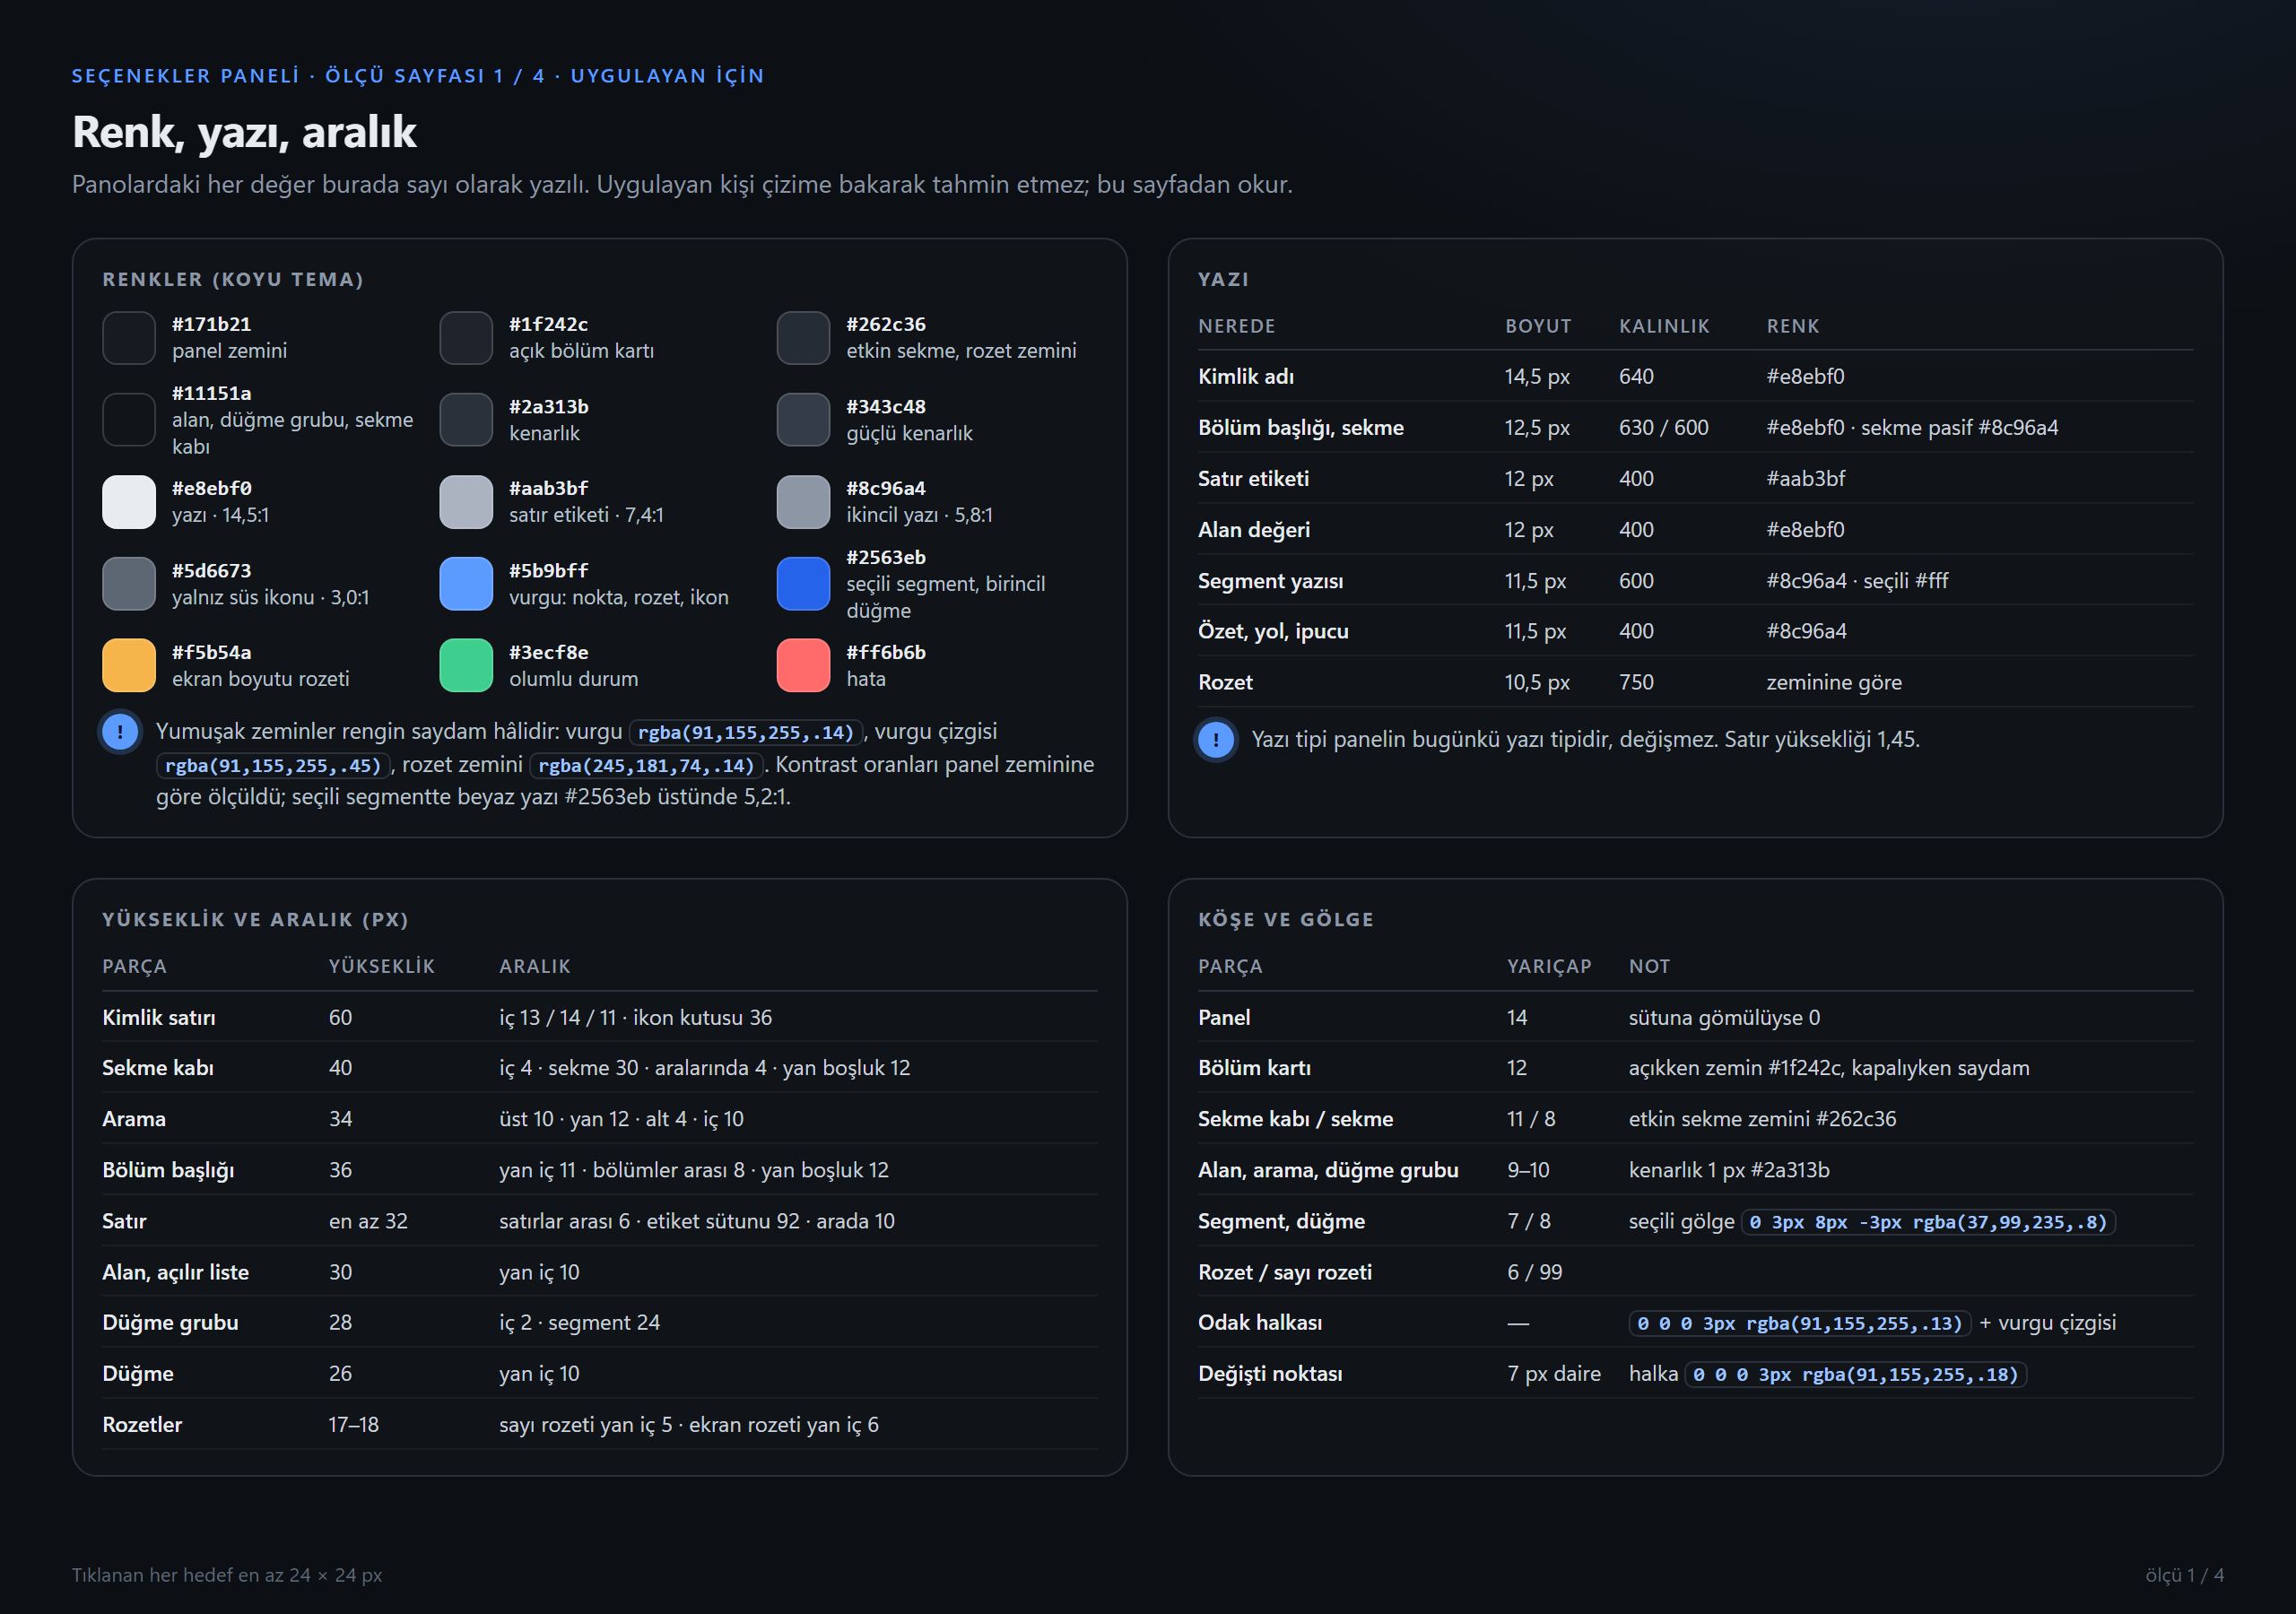 SEÇENEKLER PANELİ · ÖLÇÜ SAYFASI 1 / 4 · UYGULAYAN İÇİN
Renk, yazı, aralık
Panolardaki her değer burada sayı olarak yazılı. Uygulayan kişi çizime bakarak tahmin etmez; bu sayfadan okur.
RENKLER (KOYU TEMA)
#171b21
panel zemini
#1f242c
açık bölüm kartı
#262c36
etkin sekme, rozet zemini
#11151a
alan, düğme grubu, sekme
kabı
#2a313b
kenarlık
#343c48
güçlü kenarlık
#e8ebf0
yazı · 14,5:1
#aab3bf
satır etiketi · 7,4:1
#8c96a4
ikincil yazı · 5,8:1
#5d6673
yalnız süs ikonu · 3,0:1
#5b9bff
vurgu: nokta, rozet, ikon
#2563eb
seçili segment, birincil
düğme
#f5b54a
ekran boyutu rozeti
#3ecf8e
olumlu durum
#ff6b6b
hata
! Yumuşak zeminler rengin saydam hâlidir: vurgu rgba(91,155,255,.14), vurgu çizgisi
rgba(91,155,255,.45), rozet zemini rgba(245,181,74,.14). Kontrast oranları panel zeminine
göre ölçüldü; seçili segmentte beyaz yazı #2563eb üstünde 5,2:1.
YAZI
NEREDE BOYUT KALINLIK RENK
Kimlik adı 14,5 px 640 #e8ebf0
Bölüm başlığı, sekme 12,5 px 630 / 600 #e8ebf0 · sekme pasif #8c96a4
Satır etiketi 12 px 400 #aab3bf
Alan değeri 12 px 400 #e8ebf0
Segment yazısı 11,5 px 600 #8c96a4 · seçili #fff
Özet, yol, ipucu 11,5 px 400 #8c96a4
Rozet 10,5 px 750 zeminine göre
! Yazı tipi panelin bugünkü yazı tipidir, değişmez. Satır yüksekliği 1,45.
YÜKSEKLİK VE ARALIK (PX)
PARÇA YÜKSEKLİK ARALIK
Kimlik satırı 60 iç 13 / 14 / 11 · ikon kutusu 36
Sekme kabı 40 iç 4 · sekme 30 · aralarında 4 · yan boşluk 12
Arama 34 üst 10 · yan 12 · alt 4 · iç 10
Bölüm başlığı 36 yan iç 11 · bölümler arası 8 · yan boşluk 12
Satır en az 32 satırlar arası 6 · etiket sütunu 92 · arada 10
Alan, açılır liste 30 yan iç 10
Düğme grubu 28 iç 2 · segment 24
Düğme 26 yan iç 10
Rozetler 17–18 sayı rozeti yan iç 5 · ekran rozeti yan iç 6
KÖŞE VE GÖLGE
PARÇA YARIÇAP NOT
Panel 14 sütuna gömülüyse 0
Bölüm kartı 12 açıkken zemin #1f242c, kapalıyken saydam
Sekme kabı / sekme 11 / 8 etkin sekme zemini #262c36
Alan, arama, düğme grubu 9–10 kenarlık 1 px #2a313b
Segment, düğme 7 / 8 seçili gölge 0 3px 8px -3px rgba(37,99,235,.8)
Rozet / sayı rozeti 6 / 99
Odak halkası — 0 0 0 3px rgba(91,155,255,.13) + vurgu çizgisi
Değişti noktası 7 px daire halka 0 0 0 3px rgba(91,155,255,.18)
Tıklanan her hedef en az 24 × 24 px
ölçü 1 / 4